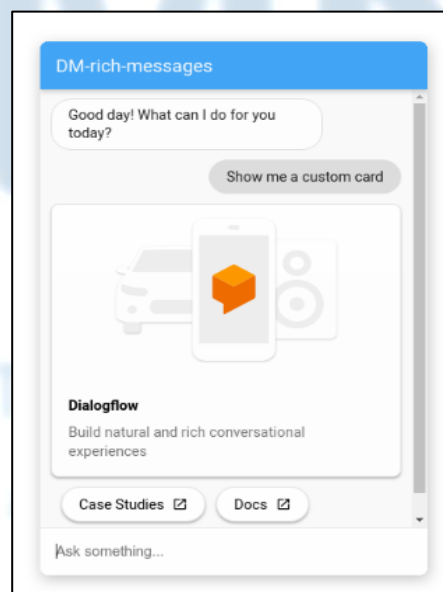 DM-rich-messages
Good day! What can I do for you
today?
Show me a custom card
Dialogflow
Build natural and rich conversational
experiences
Case Studies
Docs
Ask something...